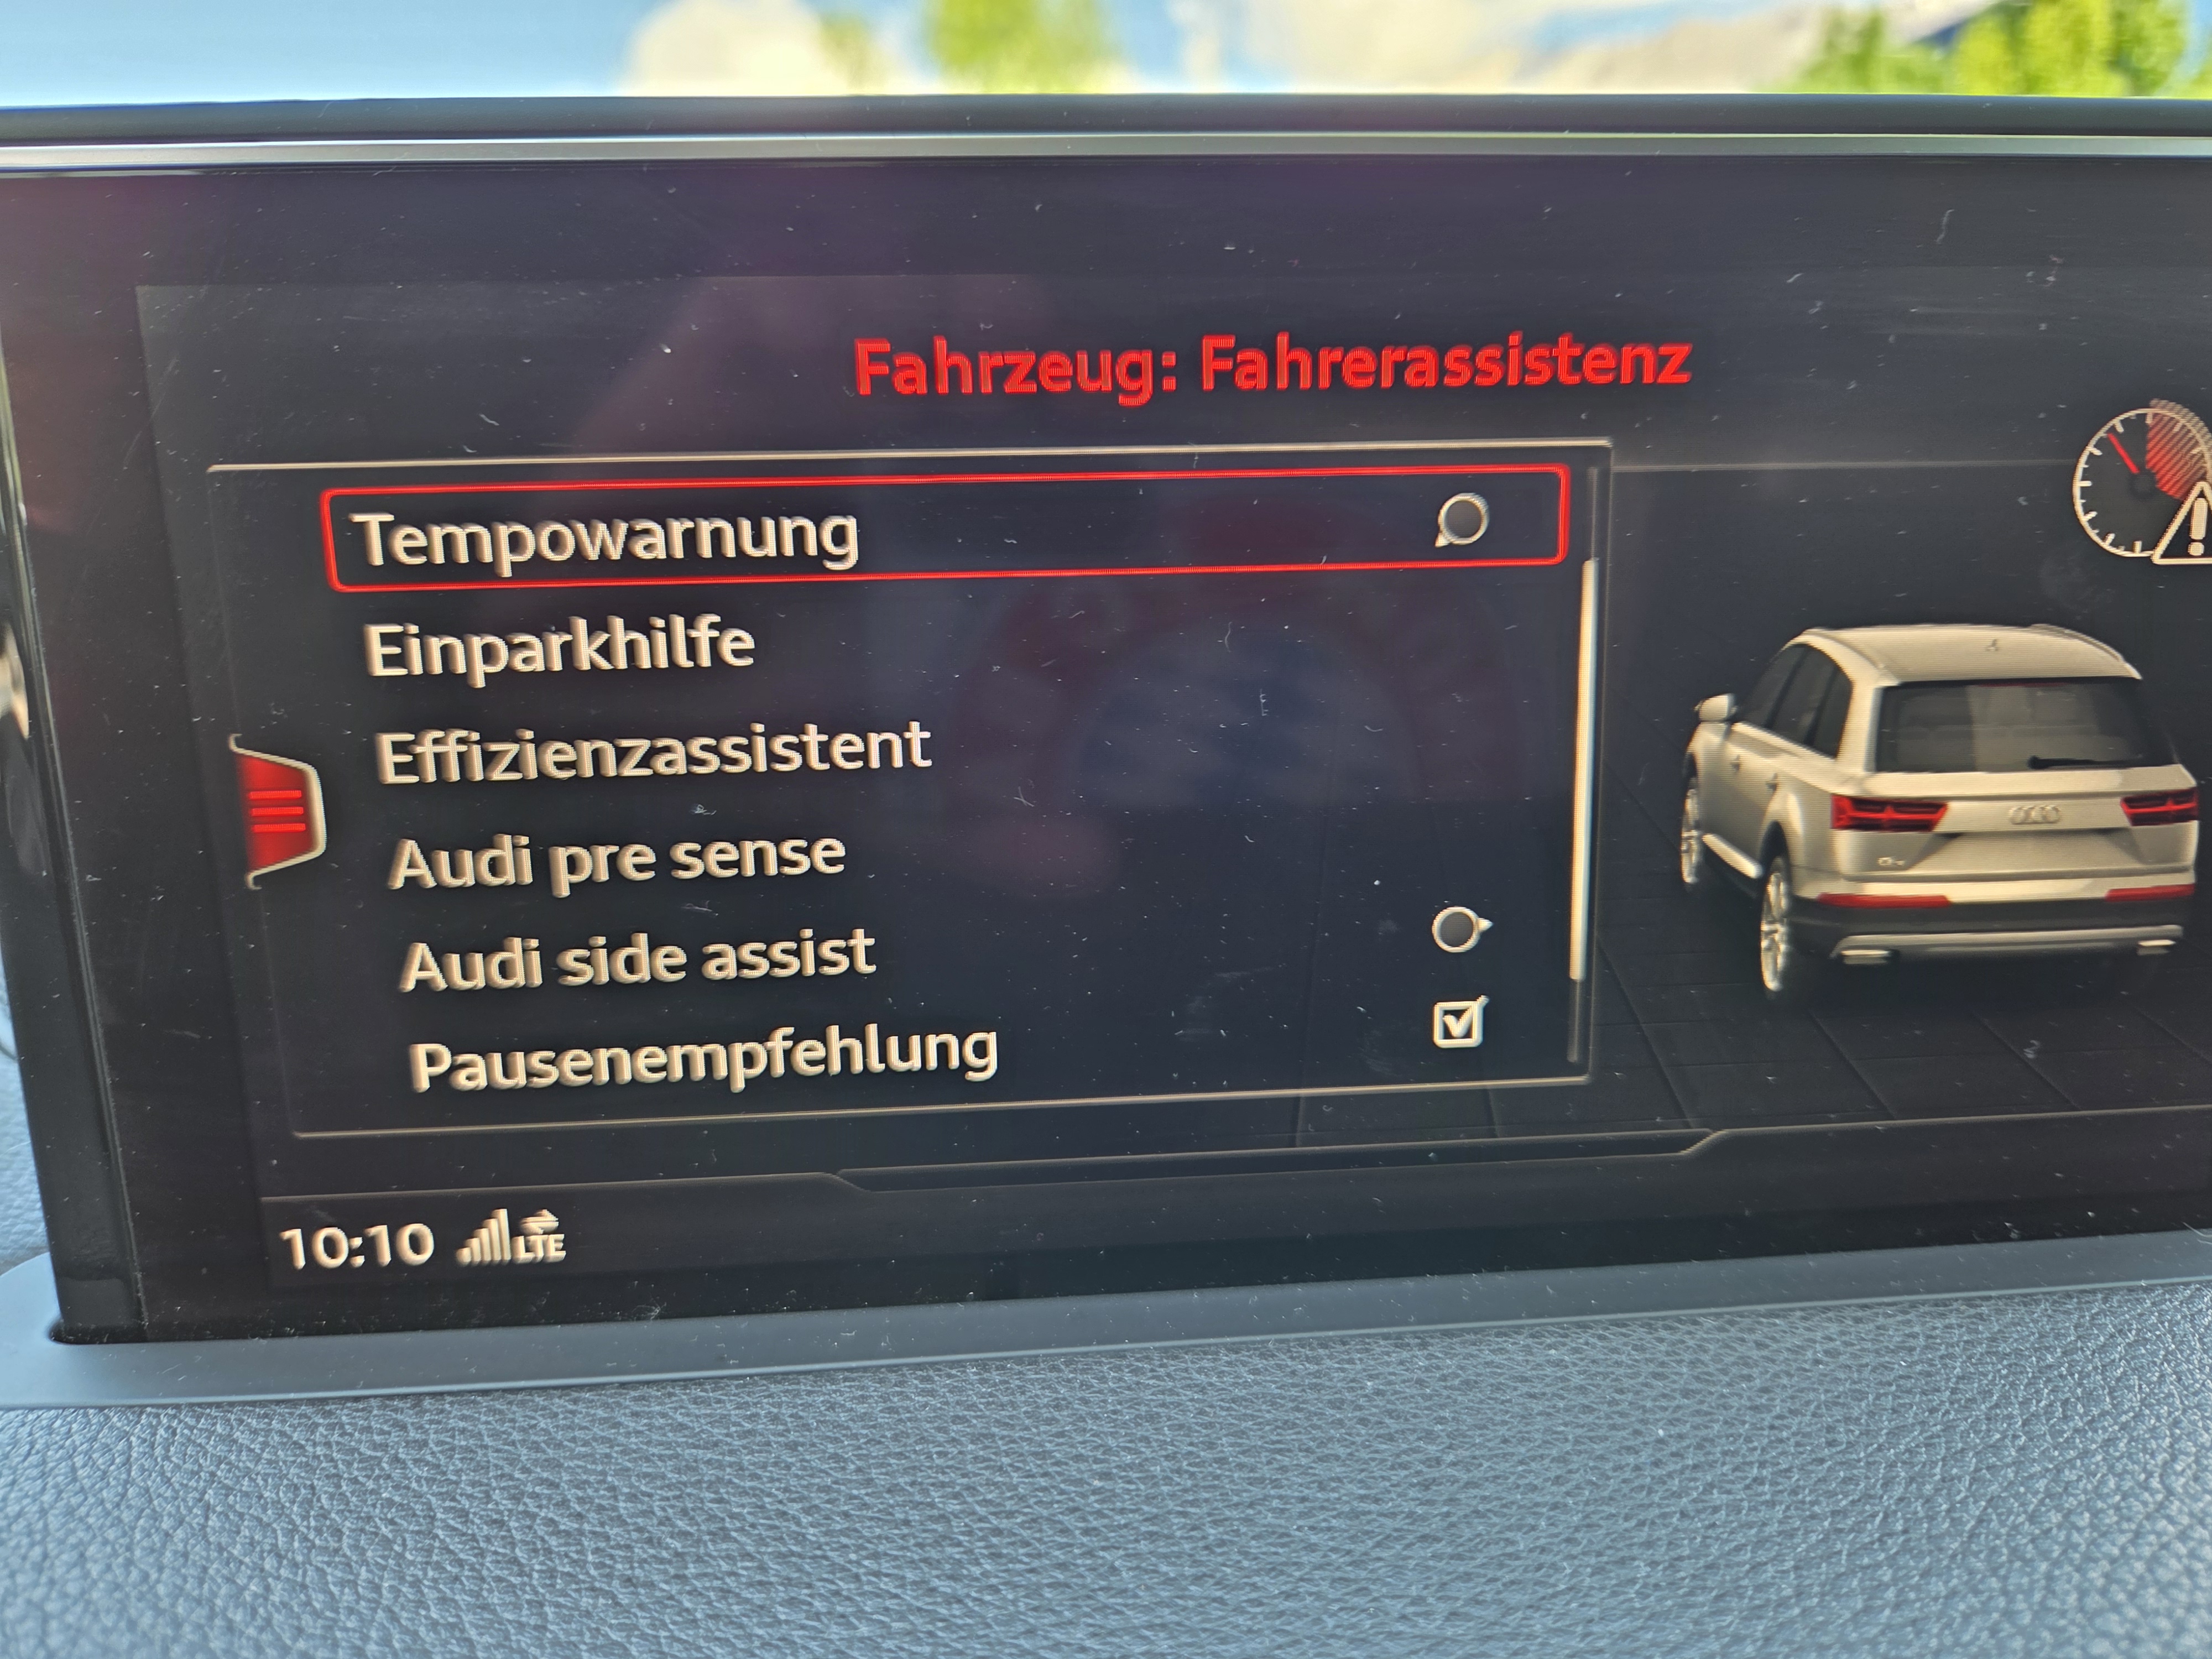 Fahrzeug: Fahrerassistenz
Tempowarnung
Einparkhilfe
Effizienzassistent
Audi pre sense
Audi side assist
Pausenempfehlung
10:10 LTE